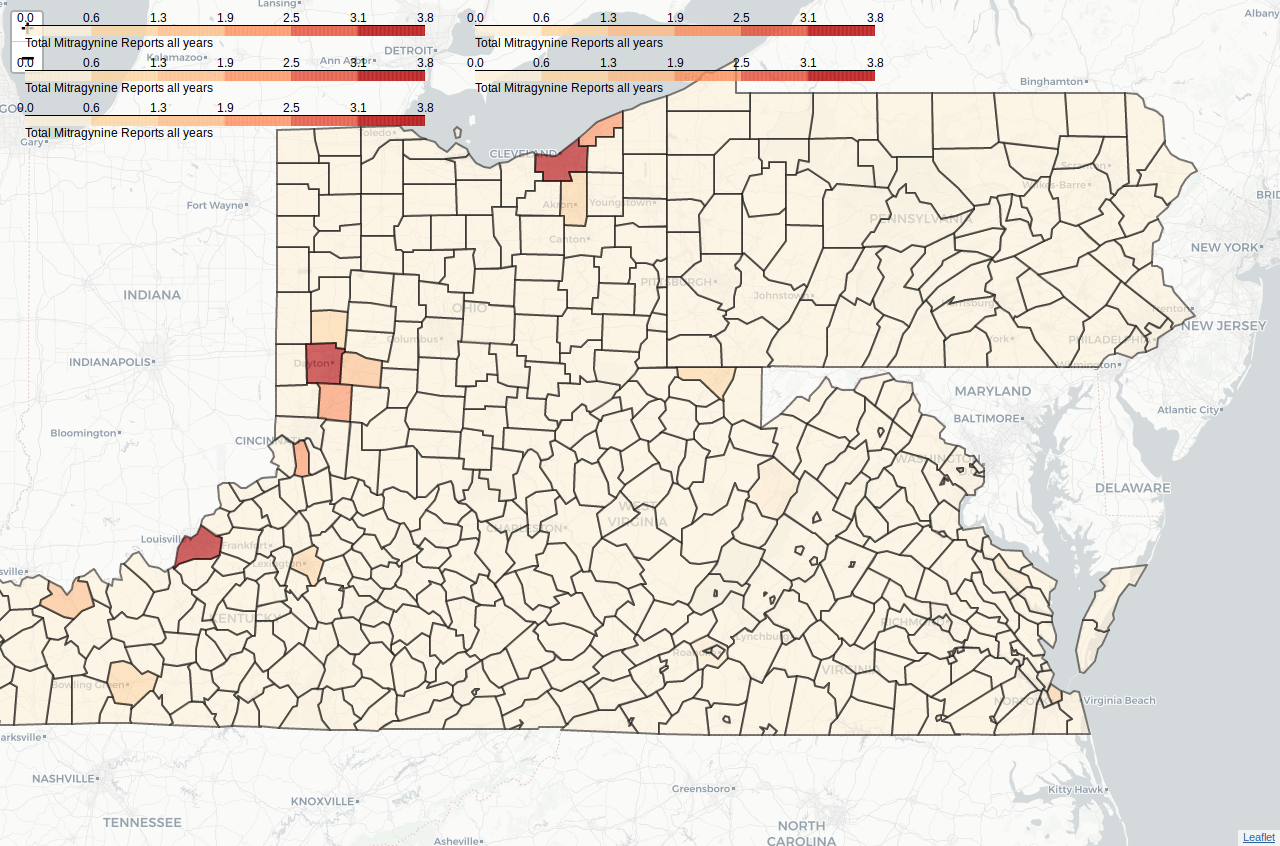 Lansing
Albany
0.0 0.6 1.3 1.9 2.5 3.1 3.8
0.0 0.6 1.3 1.9 2.5 3.1 3.8
+
Total Mitragynine Reports all years
Total Mitragynine Reports all years
DETROIT
Kalamazoo
Ann Arbor
−
0.0 0.6 1.3 1.9 2.5 3.1 3.8
0.0 0.6 1.3 1.9 2.5 3.1 3.8
Binghamton
Total Mitragynine Reports all years
Total Mitragynine Reports all years
0.0 0.6 1.3 1.9 2.5 3.1 3.8
Total Mitragynine Reports all years
oledo
Gary
CLEVELAND
Scranton
Wilkes-Barre
BRID
Fort Wayne
Akron
Youngstown
PENNSYLVANIA
Canton
NEW YORK
PITTSBURGH
INDIANA
Johnstown
Harrisburg
OHIO
Trenton
NEW JERSEY
Columbus
York
PHILADELPHIA
INDIANAPOLIS
Dayton
Wilmington
MARYLAND
Atlantic City
BALTIMORE
Bloomington
CINCINNATI
WASHINGTON
DELAWARE
WEST
VIRGINIA
CHARLESTON
Louisville
Frankfort
Lexington
sville
KENTUCKY
RICHMOND
Lynchburg
Roanoke
VIRGINIA
Bowling Green
NORFOLK
Virginia Beach
arksville
NASHVILLE
Greensboro
Kitty Hawk
KNOXVILLE
TENNESSEE
NORTH
CAROLINA
Asheville
Leaflet